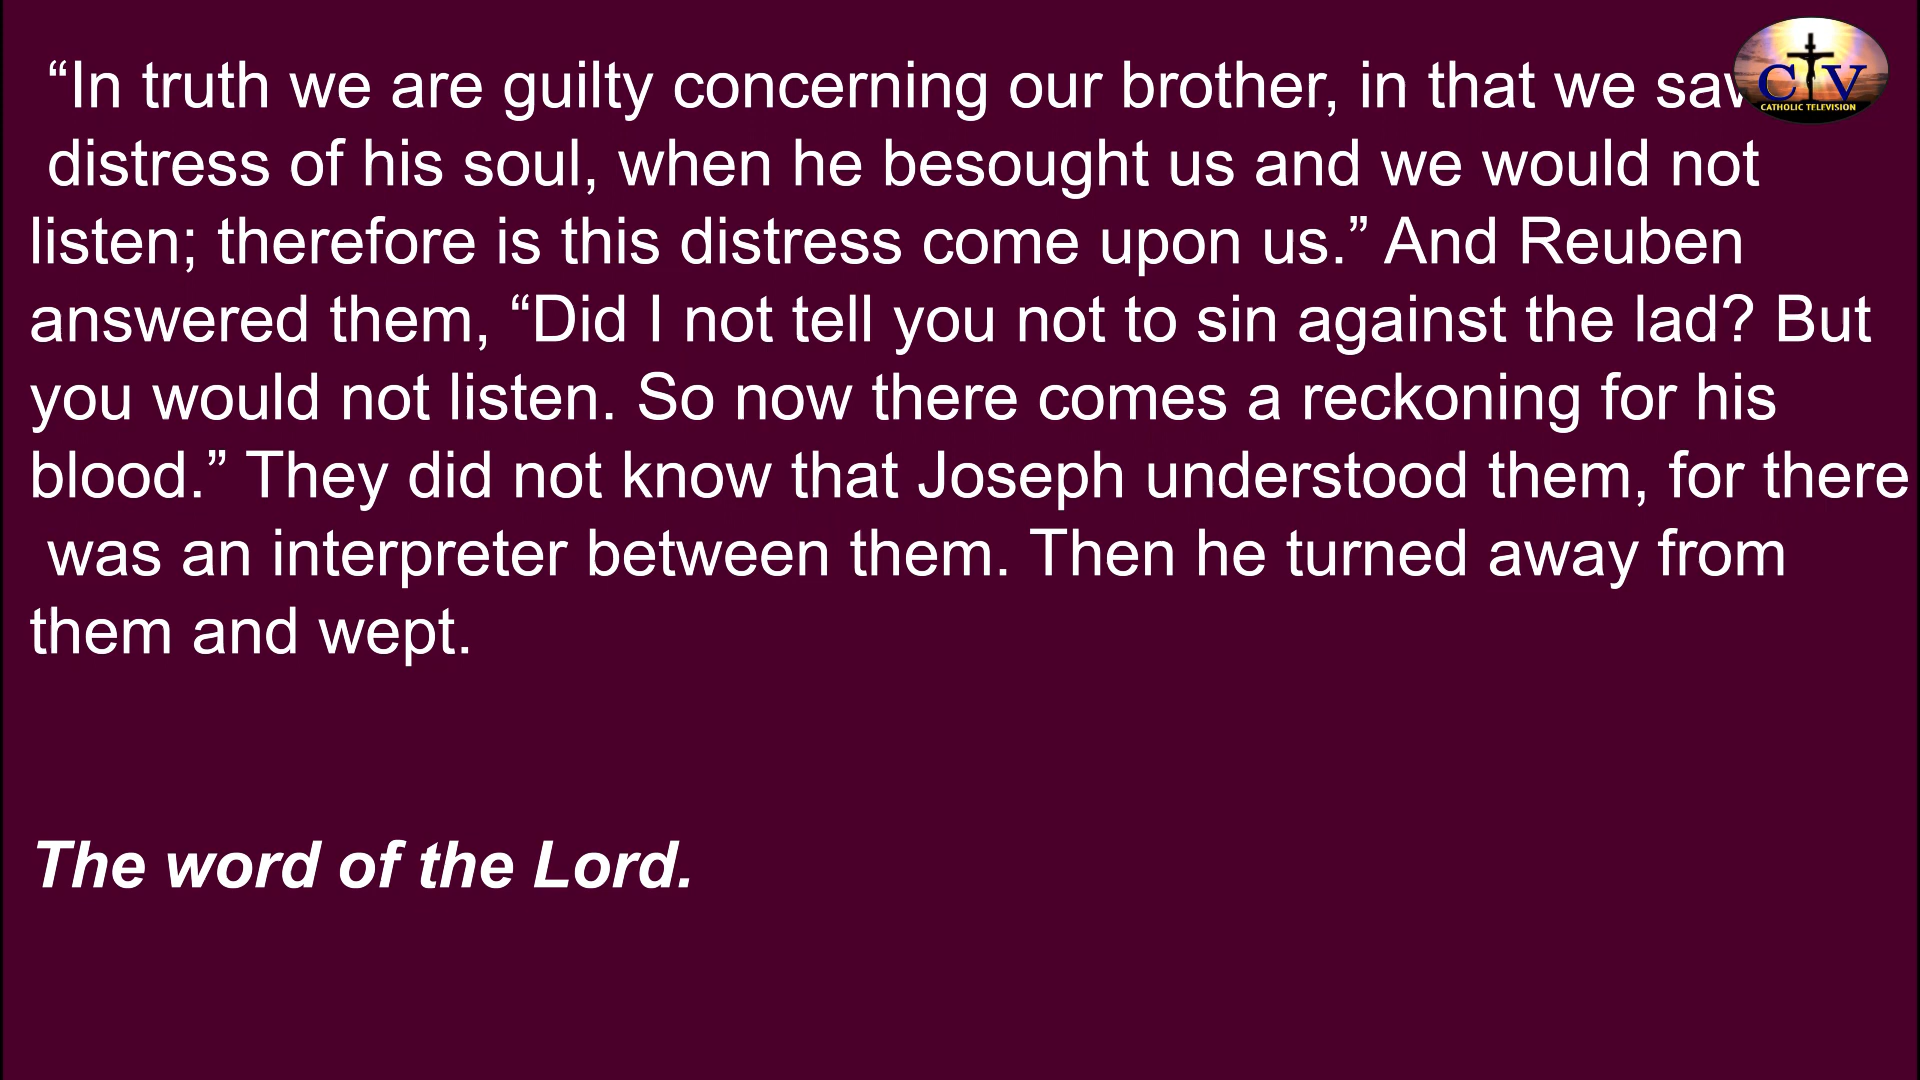 “In truth we are guilty concerning our brother, in that we
distress of his soul, when he besought us and we would not
listen; therefore is this distress come upon us.” And Reuben
answered them, “Did I not tell you not to sin against the lad? But
you would not listen. So now there comes a reckoning for his
blood.” They did not know that Joseph understood them, for there
was an interpreter between them. Then he turned away from
them and wept.
The word of the Lord.
CTV
CATHOLIC TELEVISION